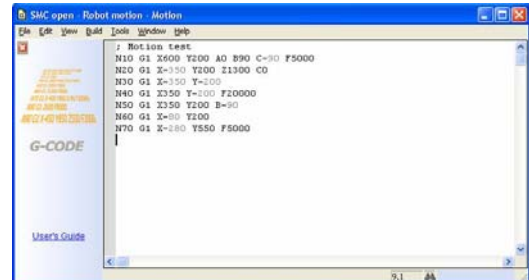 SMC open - Robot motion - Motion
File Edit View Build Tools Window Help
; Motion test
N10 G1 X600 Y200 A0 B90 C-90 F5000
N20 G1 X-350 Y200 Z1300 C0
N30 G1 X-350 Y-200
N40 G1 X350 Y-200 F20000
N50 G1 X350 Y200 B-90
N60 G1 X-80 Y200
N70 G1 X-280 Y550 F5000
G-CODE
User's Guide
9.1